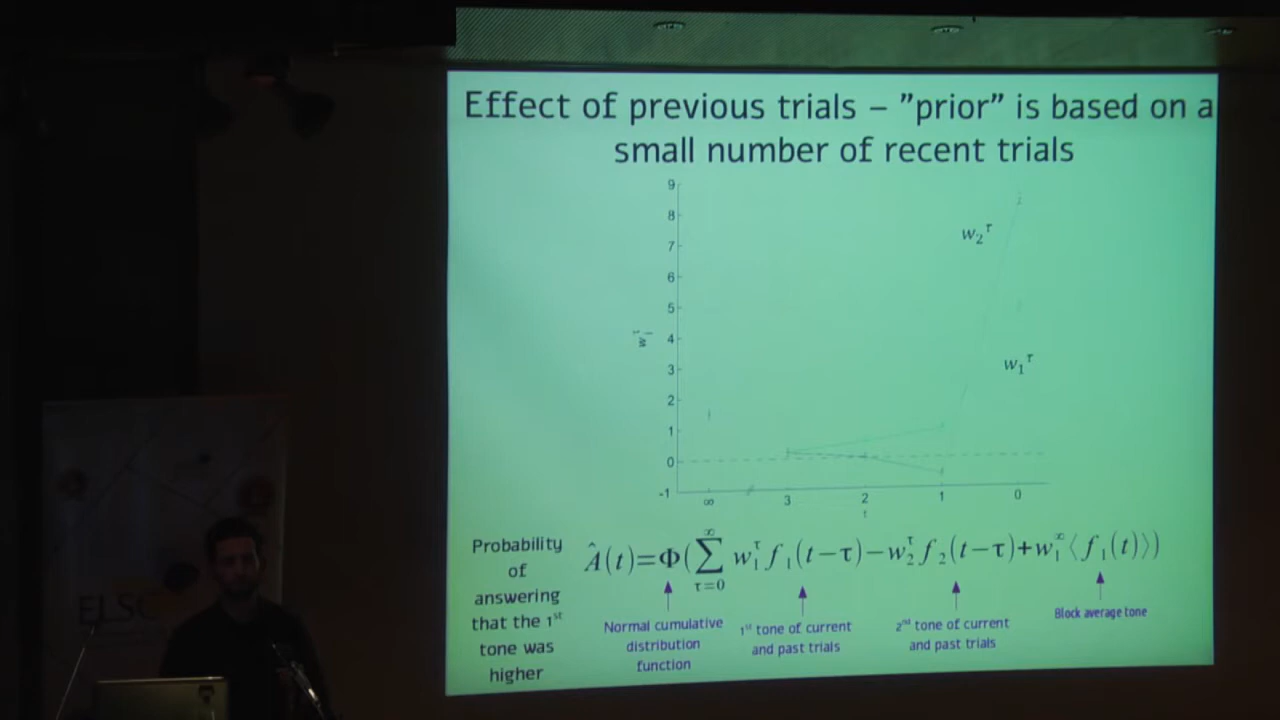 Effect of previous trials – ”prior” is based on a
small number of recent trials
9
8
7
6
5
4
3
2
1
0
-1
w₂^τ
w₁^τ
∞ 3 2 1 0
Probability
of
answering
that the 1st
tone was
higher
Â(t)=Φ(∑_{τ=0}^{∞} w₁^τ f₁(t−τ)−w₂^τ f₂(t−τ)+w₁^∞⟨f₁(t)⟩)
Normal cumulative
distribution
function
1st tone of current
and past trials
2nd tone of current
and past trials
Block average tone
ELSC